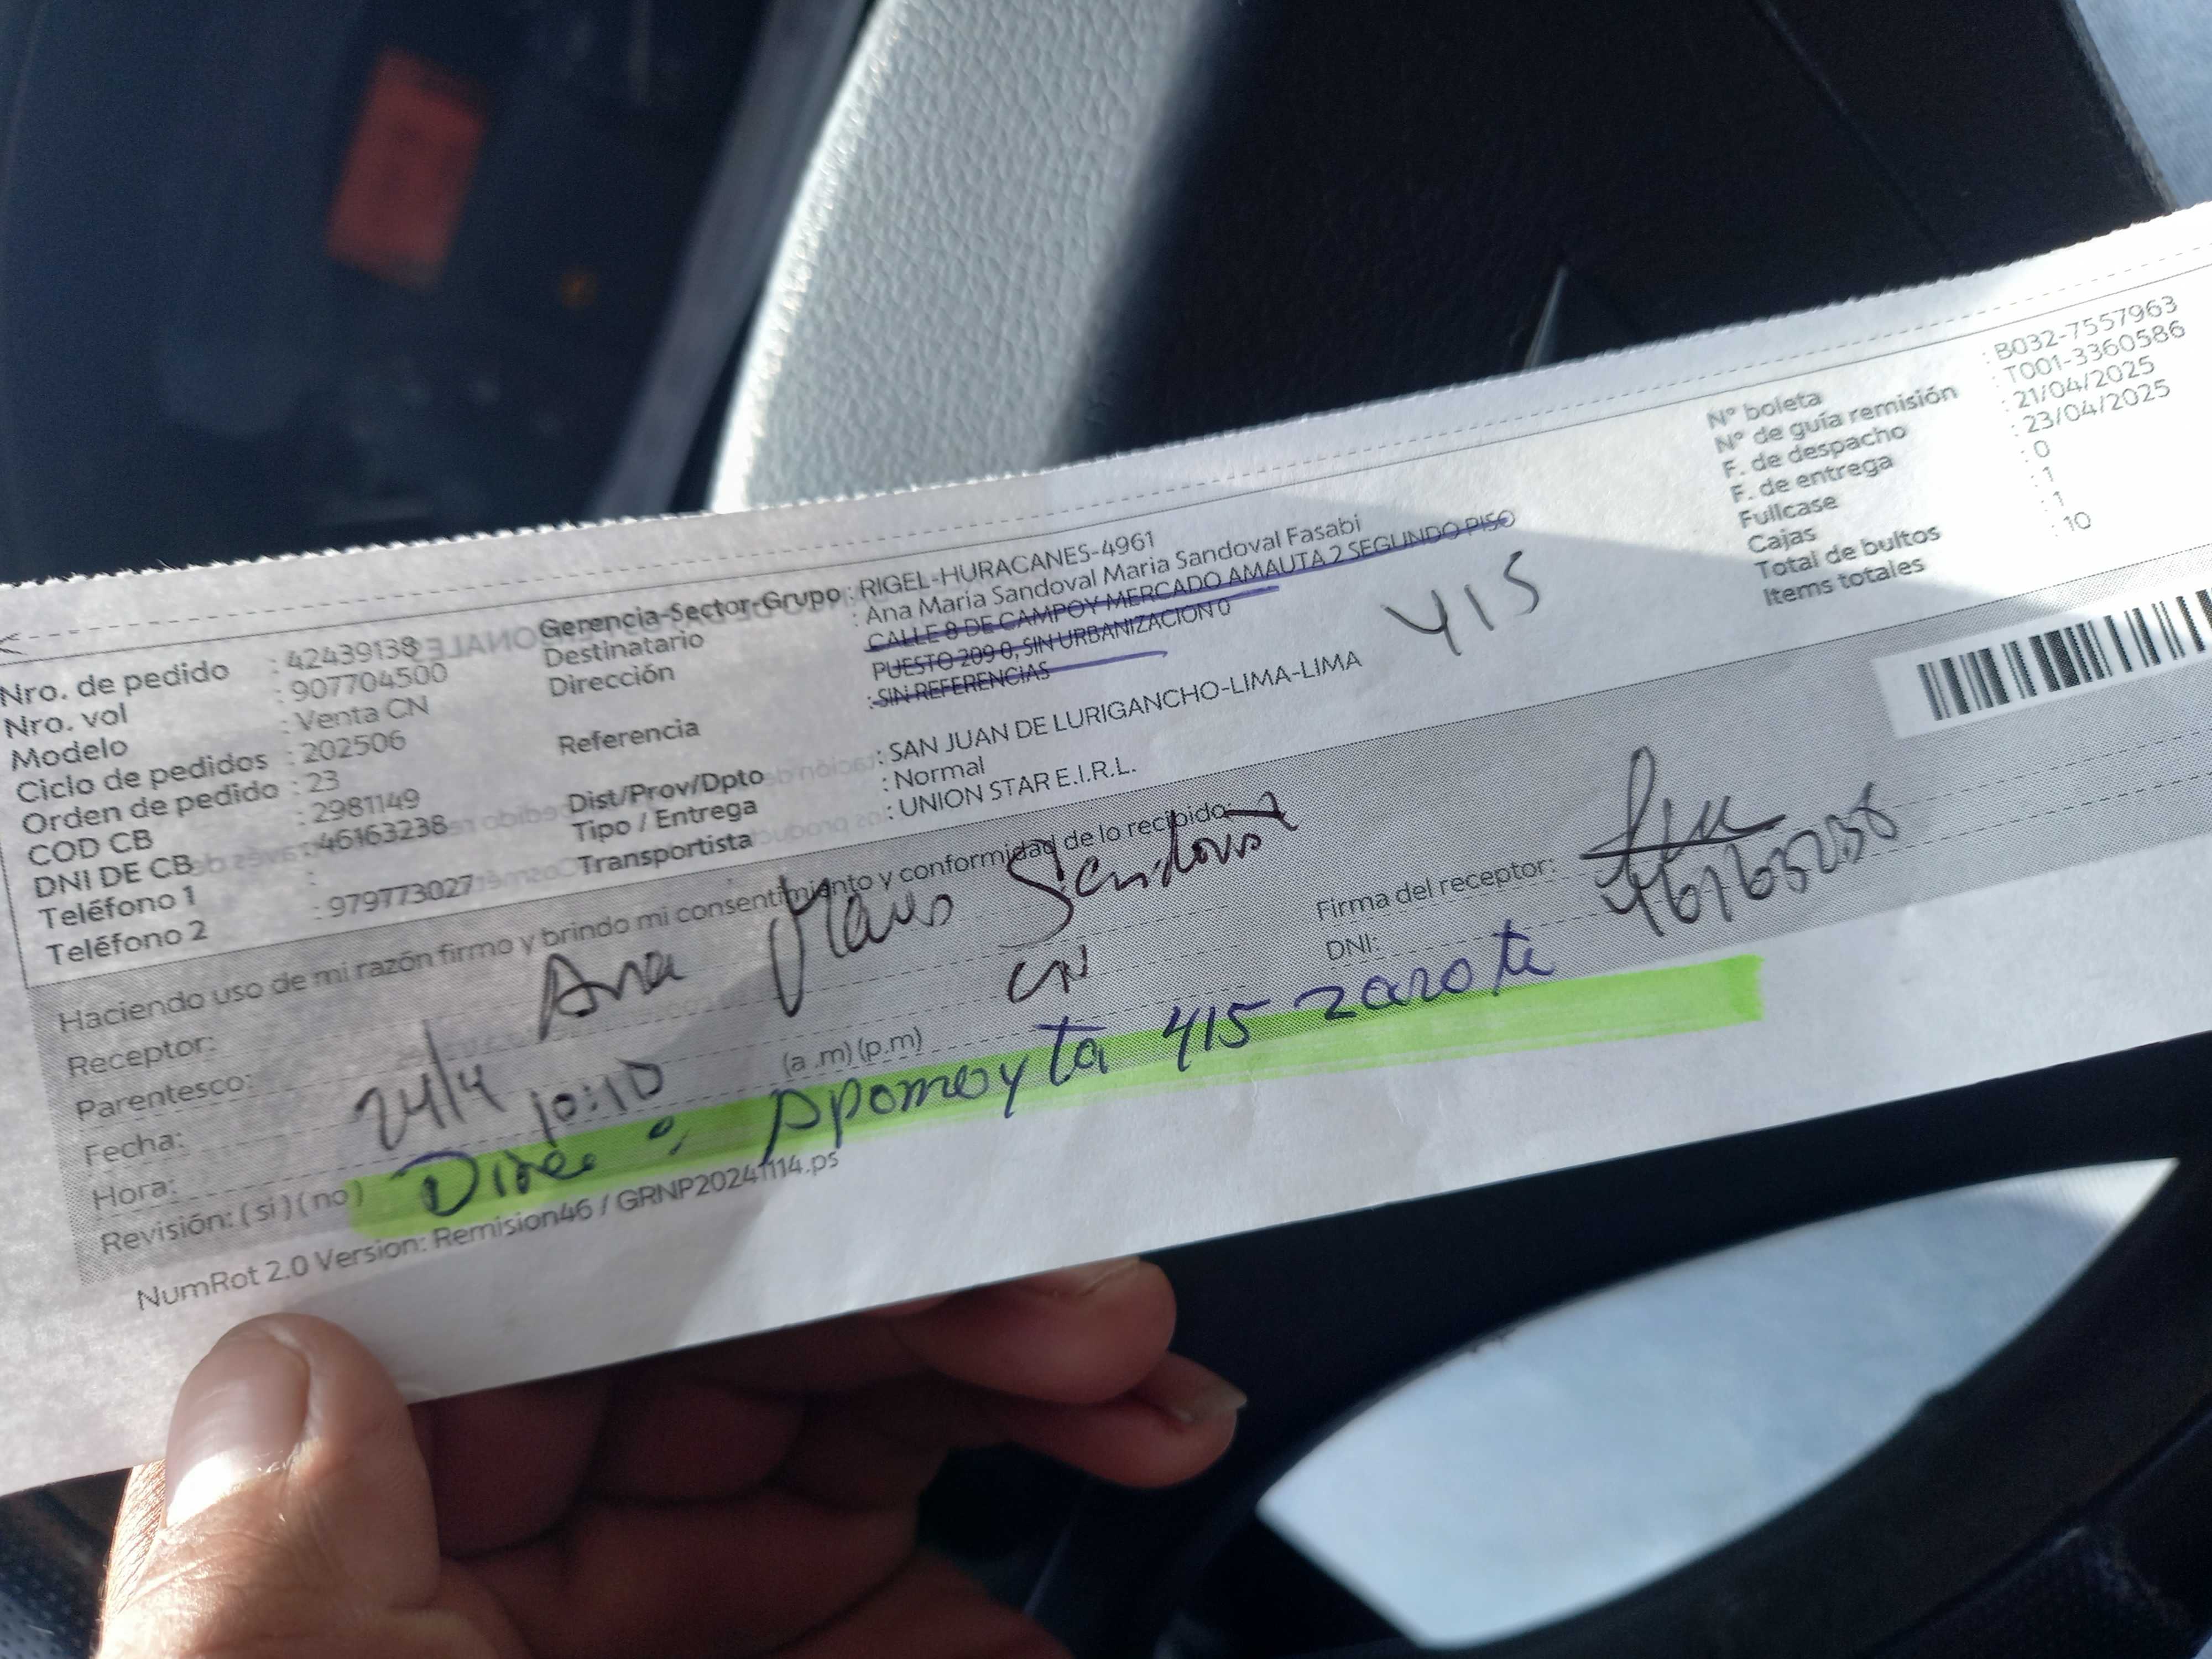 Nro. de pedido : 42439138
Nro. vol : 907704500
Modelo : Venta CN
Ciclo de pedidos : 202506
Orden de pedido : 23
COD CB : 2981149
DNI DE CB : 46163238
Teléfono 1 :
Teléfono 2 : 979773027
Gerencia-Sector-Grupo : RIGEL-HURACANES-4961
Destinatario : Ana Maria Sandoval Maria Sandoval Fasabi
Dirección CALLE 8 DE CAMPOY MERCADO AMAUTA 2 SEGUNDO PISO
PUESTO 209 0, SIN URBANIZACION 0
Referencia : SIN REFERENCIAS
415
Dist/Prov/Dpto : SAN JUAN DE LURIGANCHO-LIMA-LIMA
Tipo / Entrega : Normal
Transportista : UNION STAR E.I.R.L.
N° boleta : B032-7557963
N° de guía remisión : T001-3360586
F. de despacho : 21/04/2025
F. de entrega : 23/04/2025
Fullcase : 0
Cajas : 1
Total de bultos : 1
Items totales : 10
Haciendo uso de mi razón firmo y brindo mi consentimiento y conformidad de lo recibido
Receptor: Ana Maria Sandoval
Parentesco: CN
Fecha: 24/4
Hora: 10:10 (a .m) (p.m)
Firma del receptor:
DNI: 46163238
Revisión: ( si ) ( no )
Direc: Apomayta 415 zarate
NumRot 2.0 Version: Remision46 / GRNP20241114.ps